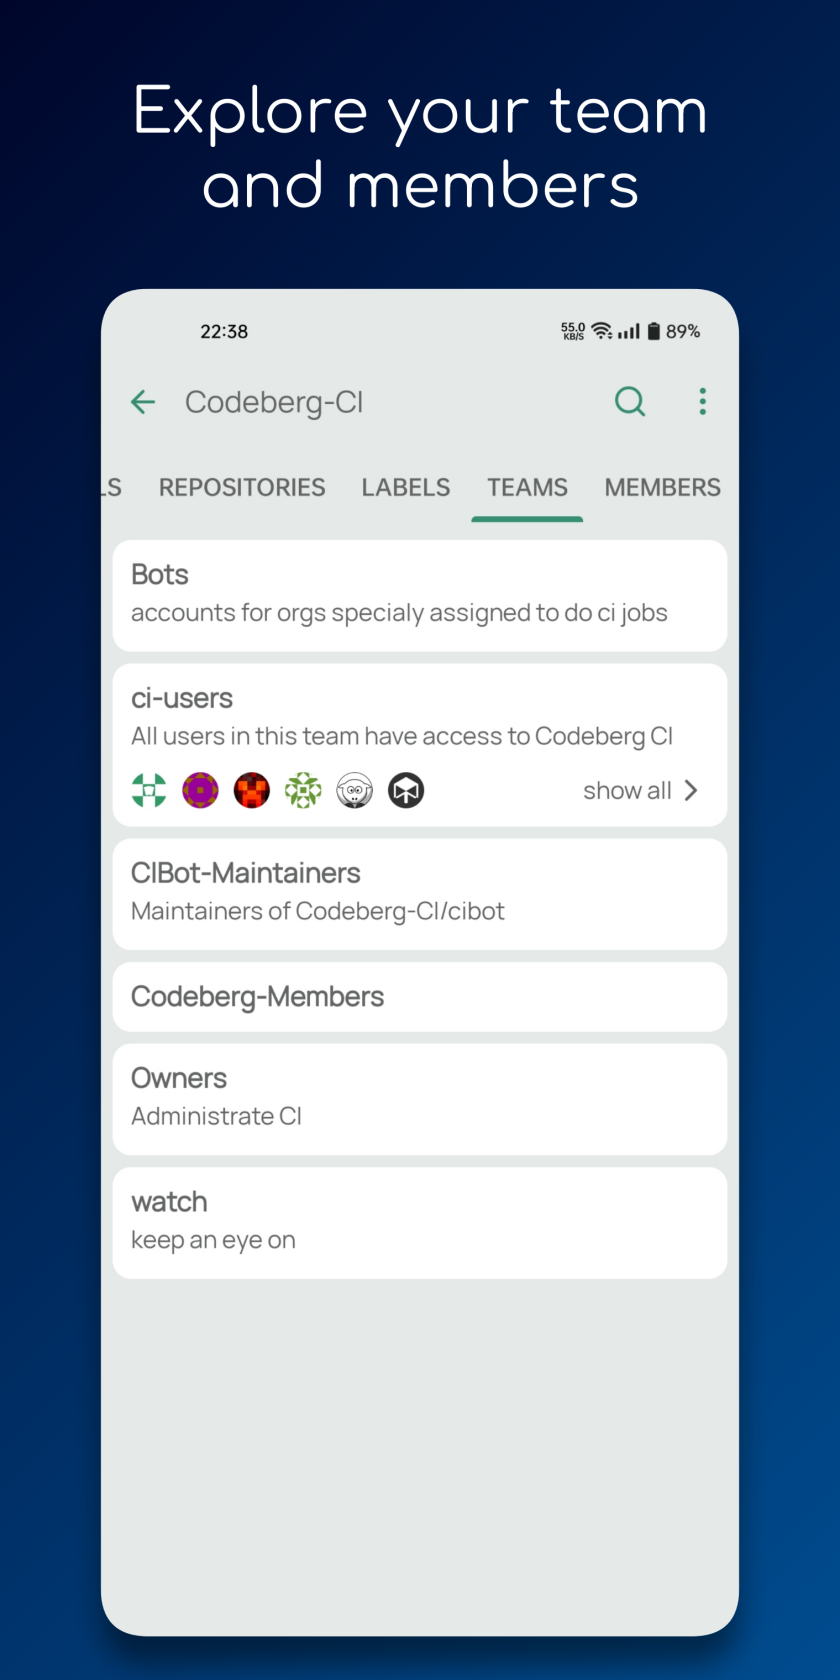 Explore your team
and members
22:38
55.0
KB/S
89%
Codeberg-CI
LS
REPOSITORIES
LABELS
TEAMS
MEMBERS
Bots
accounts for orgs specialy assigned to do ci jobs
ci-users
All users in this team have access to Codeberg CI
show all
CIBot-Maintainers
Maintainers of Codeberg-CI/cibot
Codeberg-Members
Owners
Administrate CI
watch
keep an eye on